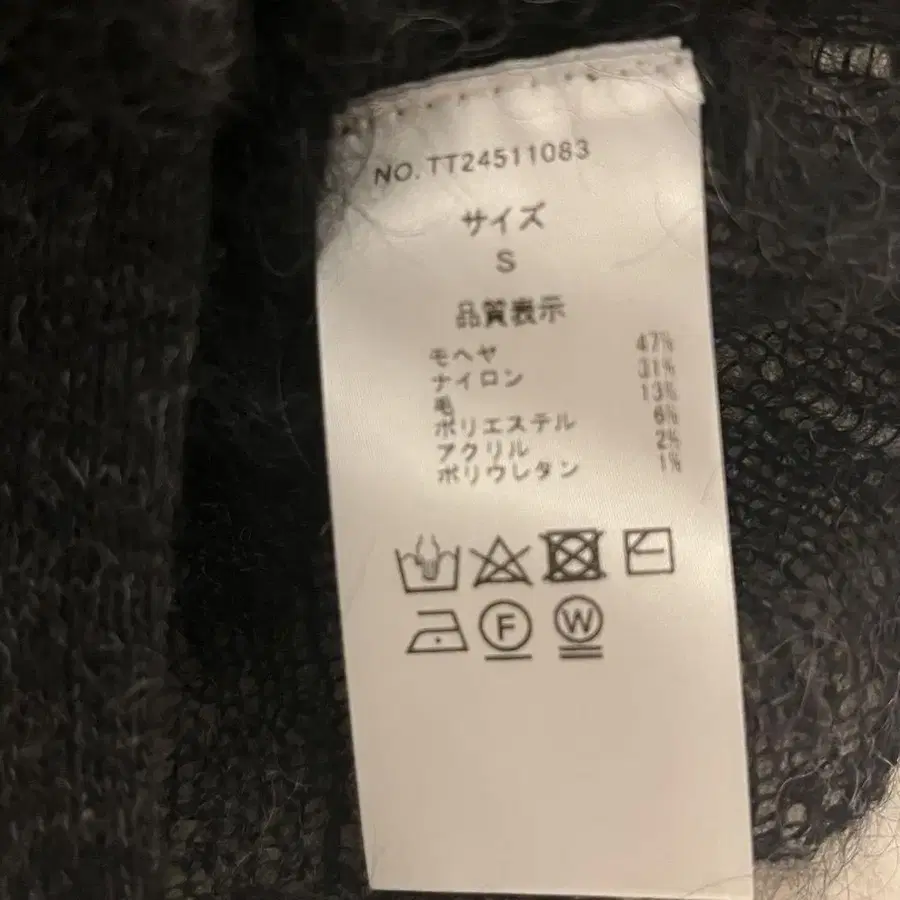 NO.TT24511083
サイズ
S
品質表示
モヘヤ 47%
ナイロン 31%
毛 13%
ポリエステル 6%
アクリル 2%
ポリウレタン 1%
F
W